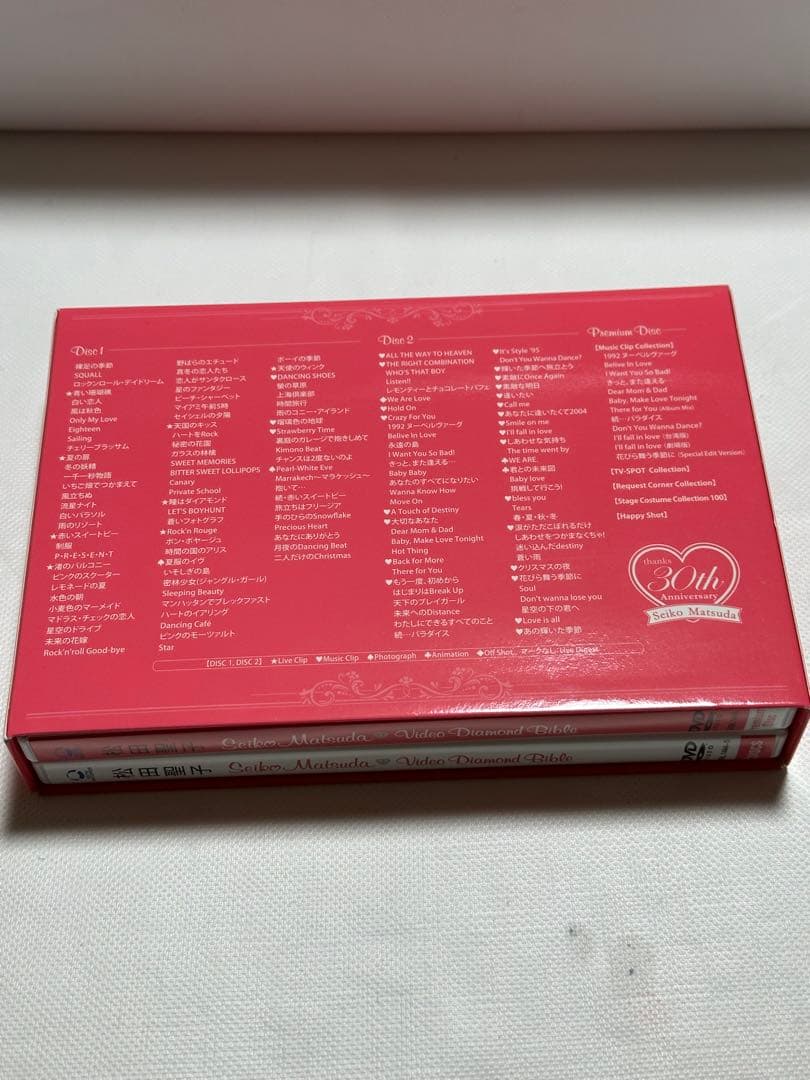 Disc 1
裸足の季節
SQUALL
ロックンロール・デイドリーム
★青い珊瑚礁
白い恋人
風は秋色
Only My Love
Eighteen
Sailing
チェリーブラッサム
★夏の扉
冬の妖精
一千一秒物語
いちご畑でつかまえて
風立ちぬ
流星ナイト
白いパラソル
雨のリゾート
★赤いスイートピー
制服
P・R・E・S・E・N・T
★渚のバルコニー
ピンクのスクーター
レモネードの夏
水色の朝
小麦色のマーメイド
マドラス・チェックの恋人
星空のドライブ
未来の花嫁
Rock'n'roll Good-bye
野ばらのエチュード
真冬の恋人たち
恋人がサンタクロース
星のファンタジー
ピーチ・シャーベット
マイアミ午前5時
セイシェルの夕陽
★天国のキッス
ハートをRock
秘密の花園
ガラスの林檎
SWEET MEMORIES
BITTER SWEET LOLLIPOPS
Canary
Private School
★瞳はダイアモンド
LET'S BOYHUNT
蒼いフォトグラフ
★Rock'n Rouge
ボン・ボヤージュ
時間の国のアリス
♠夏服のイヴ
いそしぎの島
密林少女(ジャングル・ガール)
Sleeping Beauty
マンハッタンでブレックファスト
ハートのイアリング
Dancing Café
ピンクのモーツァルト
Star
ボーイの季節
★天使のウィンク
♥DANCING SHOES
蛍の草原
上海倶楽部
時間旅行
雨のコニー・アイランド
♥瑠璃色の地球
♥Strawberry Time
裏庭のガレージで抱きしめて
Kimono Beat
チャンスは2度ないのよ
♠Pearl-White Eve
Marrakech〜マラケッシュ〜
抱いて…
続・赤いスイートピー
旅立ちはフリージア
手のひらのSnowflake
Precious Heart
あなたにありがとう
月夜のDancing Beat
二人だけのChristmas
Disc 2
♥ALL THE WAY TO HEAVEN
♥THE RIGHT COMBINATION
WHO'S THAT BOY
Listen!!
レモンティーとチョコレートパフェ
♠We are Love
♥Hold On
♥Crazy For You
1992 ヌーベルヴァーグ
Belive In Love
永遠の島
I Want You So Bad!
きっと、また逢える…
Baby Baby
あなたのすべてになりたい
Wanna Know How
Move On
♥A Touch of Destiny
♥大切なあなた
Dear Mom & Dad
Baby, Make Love Tonight
Hot Thing
♥Back for More
There for You
♥もう一度、初めから
はじまりはBreak Up
天下のプレイガール
未来へのDistance
わたしにできるすべてのこと
続…パラダイス
♥It's Style '95
Don't You Wanna Dance?
♥輝いた季節へ旅立とう
♥素敵にOnce Again
♥素敵な明日
♥逢いたい
♥Call me
♥あなたに逢いたくて2004
♥Smile on me
♥I'll fall in love
♥しあわせな気持ち
The time went by
♣WE ARE.
♣君との未来図
Baby love
挑戦して行こう!
♥bless you
Tears
春・夏・秋・冬
♥涙がただこぼれるだけ
しあわせをつかまなくちゃ!
迷い込んだdestiny
蒼い雨
♥クリスマスの夜
♥花びら舞う季節に
Soul
Don't wanna lose you
星空の下の君へ
♥Love is all
♥あの輝いた季節
Premium Disc
【Music Clip Collection】
1992 ヌーベルヴァーグ
Belive In Love
I Want You So Bad!
きっと、また逢える…
Dear Mom & Dad
Baby, Make Love Tonight
There for You (Album Mix)
続…パラダイス
Don't You Wanna Dance?
I'll fall in love (台湾版)
I'll fall in love (劇場版)
花びら舞う季節に (Special Edit Version)
【TV-SPOT Collection】
【Request Corner Collection】
【Stage Costume Collection 100】
【Happy Shot】
thanks
30th
Anniversary
Seiko Matsuda
【DISC 1, DISC 2】 ★Live Clip ♥Music Clip ♠Photograph ♣Animation ◆Off Shot マークなし:Live Digest
松田聖子 Seiko Matsuda Video Diamond Bible DVD
松田聖子 Seiko Matsuda Video Diamond Bible DVD